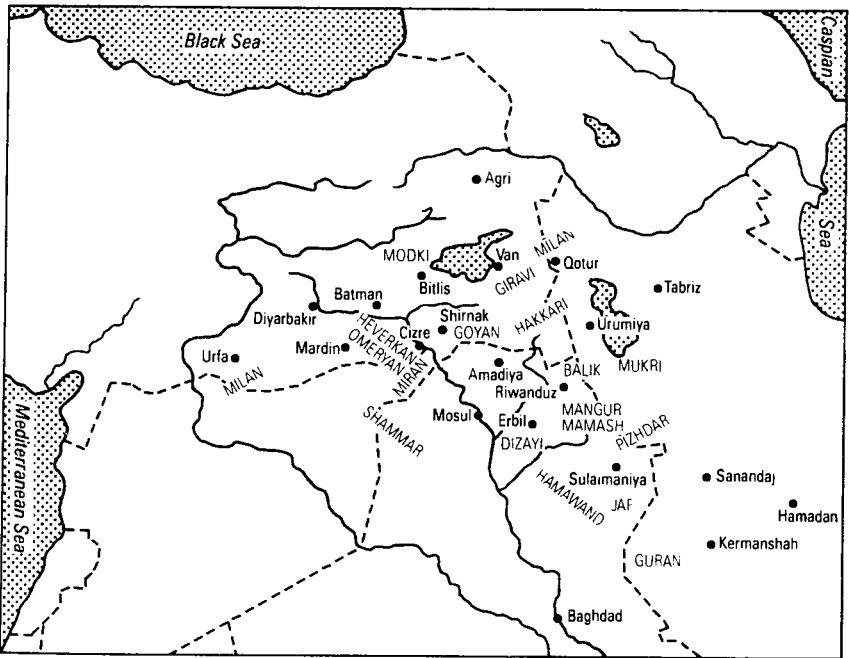 Black Sea
Caspian
Sea
Agri
MODKI
Van
MILAN
Qotur
Bitlis
GIRAVI
Tabriz
Batman
Diyarbakir
Shirnak
HAKKARI
Urumiya
HEVERKAN
Cizre
GOYAN
Urfa
Mardin
OMERYAN
MIRAN
Amadiya
BALIK
MUKRI
MILAN
Riwanduz
SHAMMAR
Mosul
Erbil
MANGUR
MAMASH
DIZAYI
PIZHDAR
Mediterranean Sea
Sulaimaniya
Sanandaj
HAMAWAND
JAF
Hamadan
Kermanshah
GURAN
Baghdad